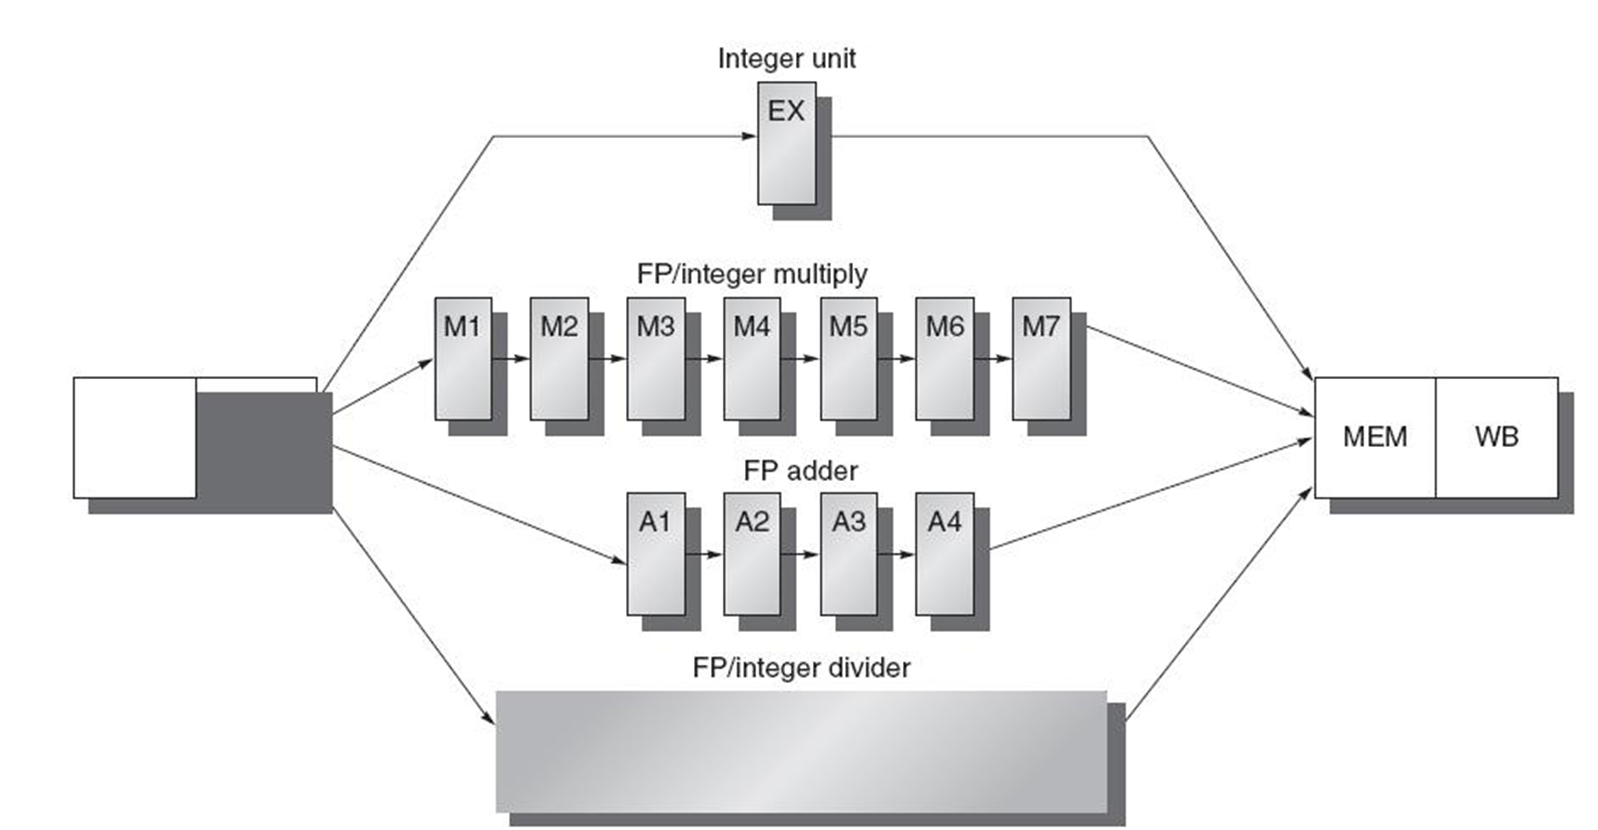 Integer unit
EX
FP/integer multiply
M1 M2 M3 M4 M5 M6 M7
MEM WB
FP adder
A1 A2 A3 A4
FP/integer divider